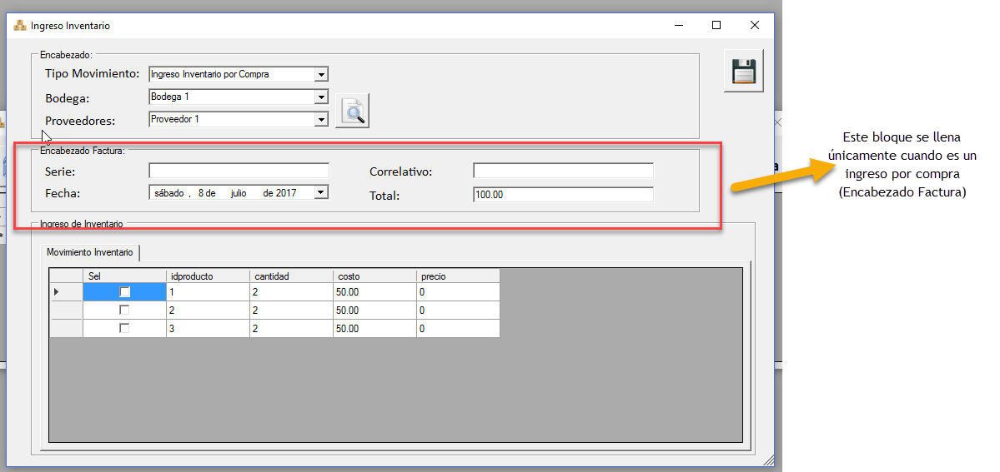 Ingreso Inventario
Encabezado:
Tipo Movimiento: Ingreso Inventario por Compra
Bodega: Bodega 1
Proveedores: Proveedor 1
Encabezado Factura:
Serie: Correlativo:
Fecha: sábado , 8 de julio de 2017 Total: 100.00
Este bloque se llena
únicamente cuando es un
ingreso por compra
(Encabezado Factura)
Ingreso de Inventario
Movimiento Inventario
Sel idproducto cantidad costo precio
1 2 50.00 0
2 2 50.00 0
3 2 50.00 0